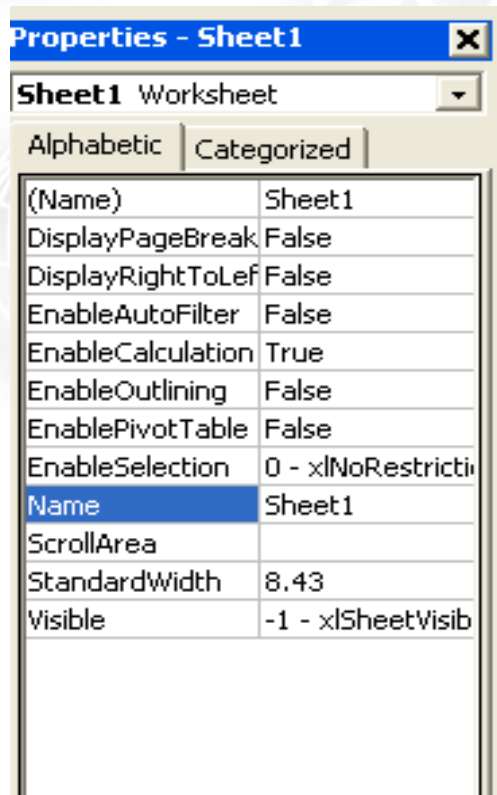 Properties - Sheet1
Sheet1 Worksheet
Alphabetic Categorized
(Name) Sheet1
DisplayPageBreak False
DisplayRightToLef False
EnableAutoFilter False
EnableCalculation True
EnableOutlining False
EnablePivotTable False
EnableSelection 0 - xlNoRestricti
Name Sheet1
ScrollArea
StandardWidth 8.43
Visible -1 - xlSheetVisib